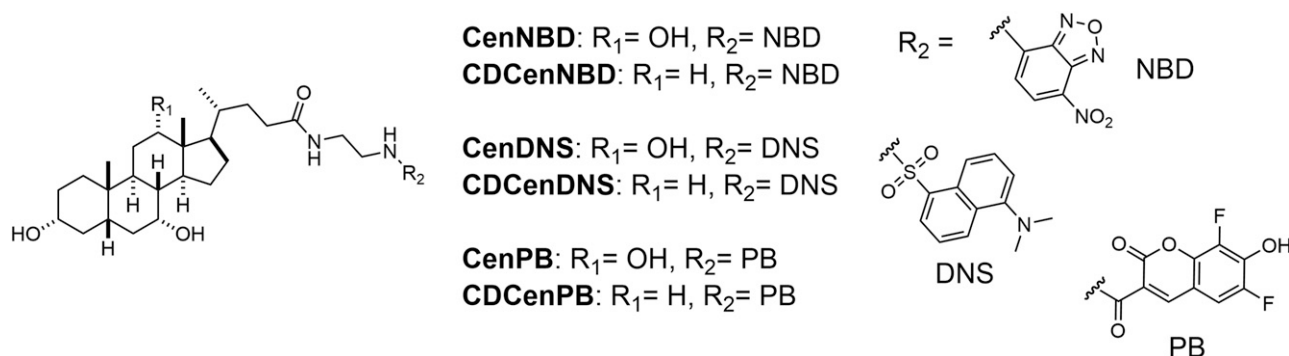 CenNBD: R₁= OH, R₂= NBD
CDCenNBD: R₁= H, R₂= NBD
CenDNS: R₁= OH, R₂= DNS
CDCenDNS: R₁= H, R₂= DNS
CenPB: R₁= OH, R₂= PB
CDCenPB: R₁= H, R₂= PB
R₁
O
N
H
H
N
R₂
H
H
H
H
HO
OH
R₂ =
N
O
N
NO₂
NBD
O
S
O
N
DNS
F
O
O
OH
F
O
PB